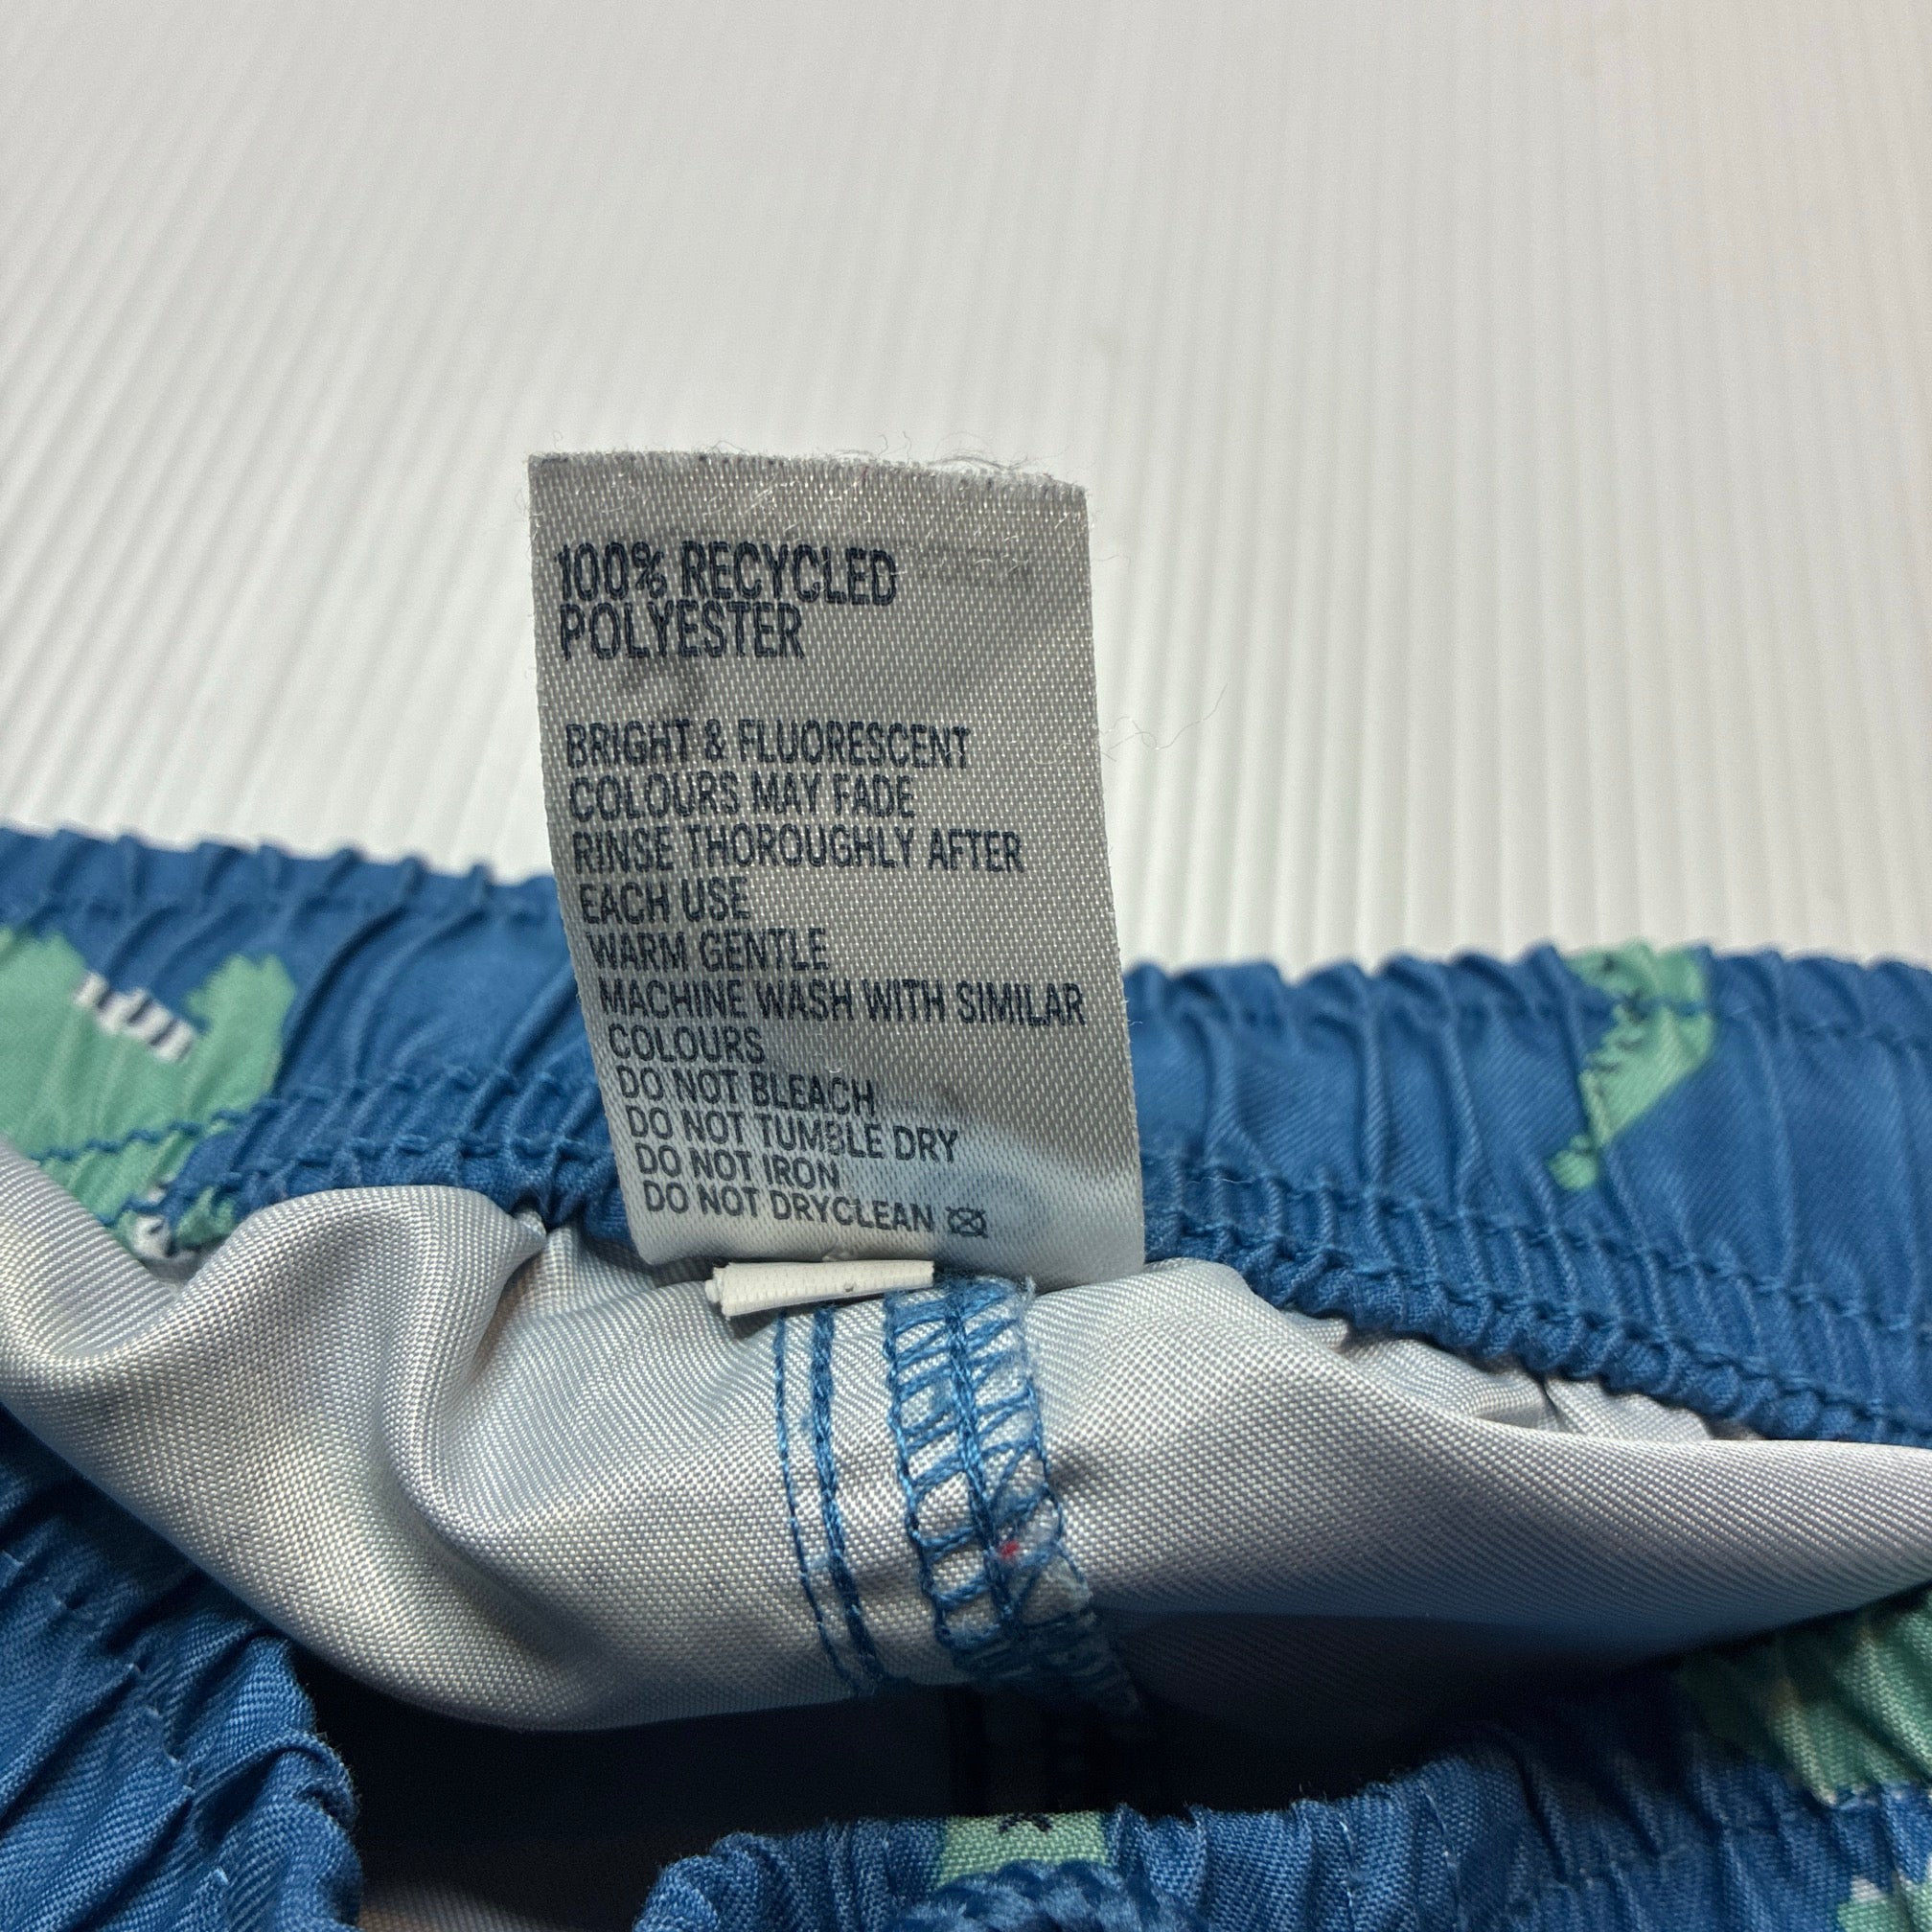 100% RECYCLED
POLYESTER
BRIGHT & FLUORESCENT
COLOURS MAY FADE
RINSE THOROUGHLY AFTER
EACH USE
WARM GENTLE
MACHINE WASH WITH SIMILAR
COLOURS
DO NOT BLEACH
DO NOT TUMBLE DRY
DO NOT IRON
DO NOT DRYCLEAN